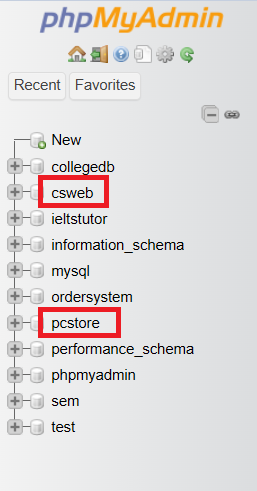 phpMyAdmin
Recent Favorites
New
collegedb
csweb
ieltstutor
information_schema
mysql
ordersystem
pcstore
performance_schema
phpmyadmin
sem
test